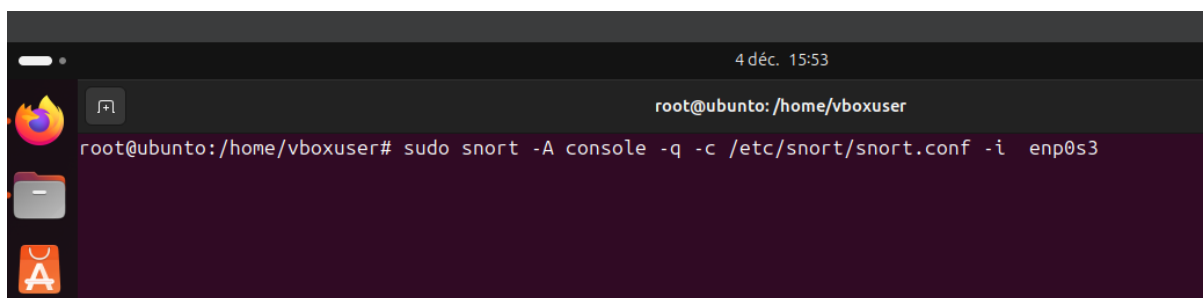 4 déc. 15:53
root@ubunto: /home/vboxuser
root@ubunto:/home/vboxuser# sudo snort -A console -q -c /etc/snort/snort.conf -i  enp0s3